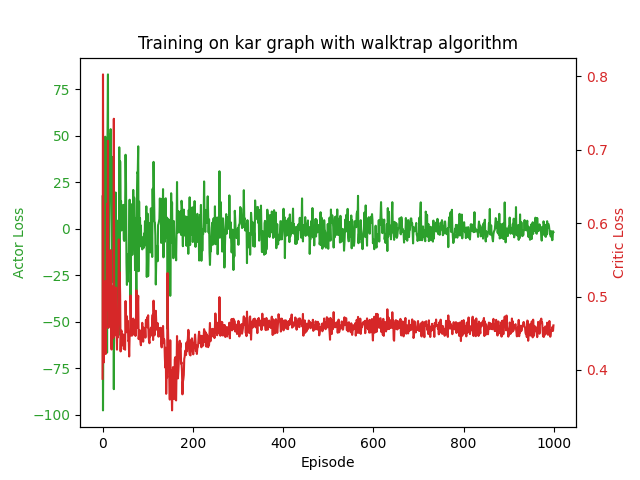 Training on kar graph with walktrap algorithm
Actor Loss
75
50
25
0
−25
−50
−75
−100
0.8
0.7
0.6
0.5
0.4
Critic Loss
0 200 400 600 800 1000
Episode